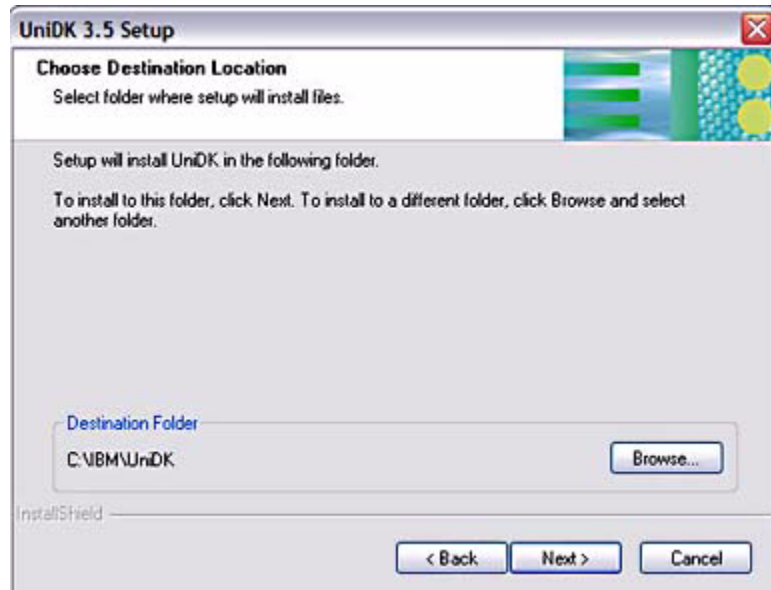 UniDK 3.5 Setup
Choose Destination Location
Select folder where setup will install files.
Setup will install UniDK in the following folder.
To install to this folder, click Next. To install to a different folder, click Browse and select
another folder.
Destination Folder
C:\IBM\UniDK
Browse...
InstallShield
< Back
Next >
Cancel